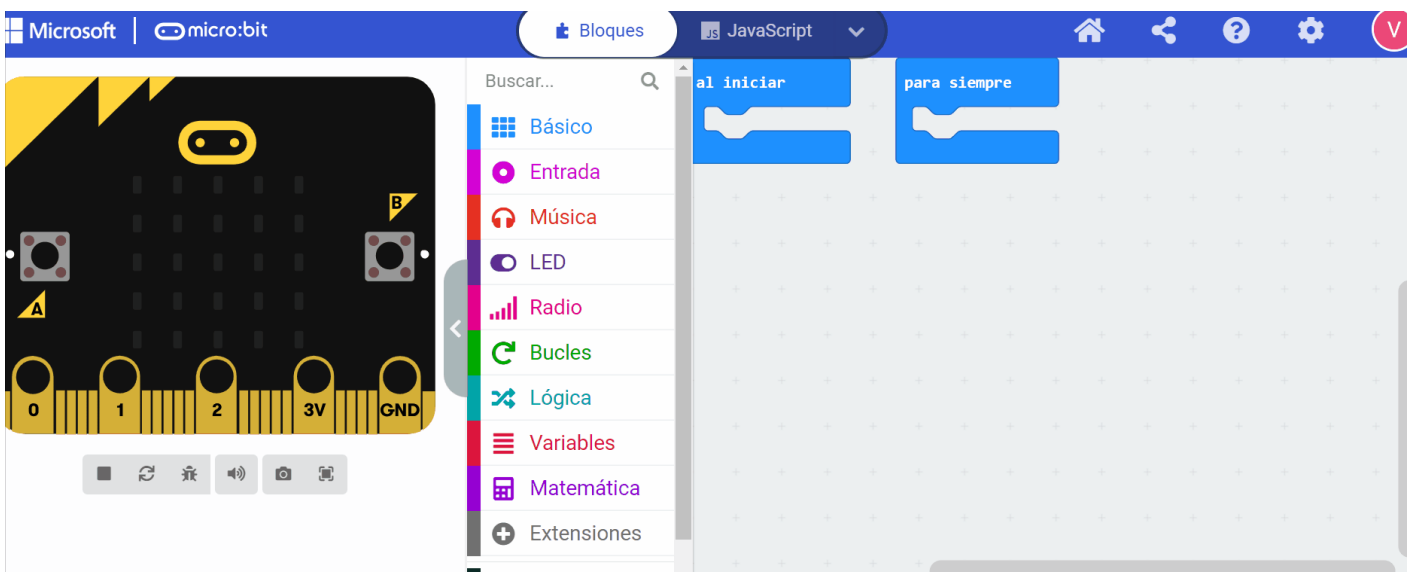 Microsoft micro:bit Bloques JS JavaScript V
Buscar...
Básico
Entrada
Música
LED
Radio
Bucles
Lógica
Variables
Matemática
Extensiones
al iniciar
para siempre
B
A
0 1 2 3V GND